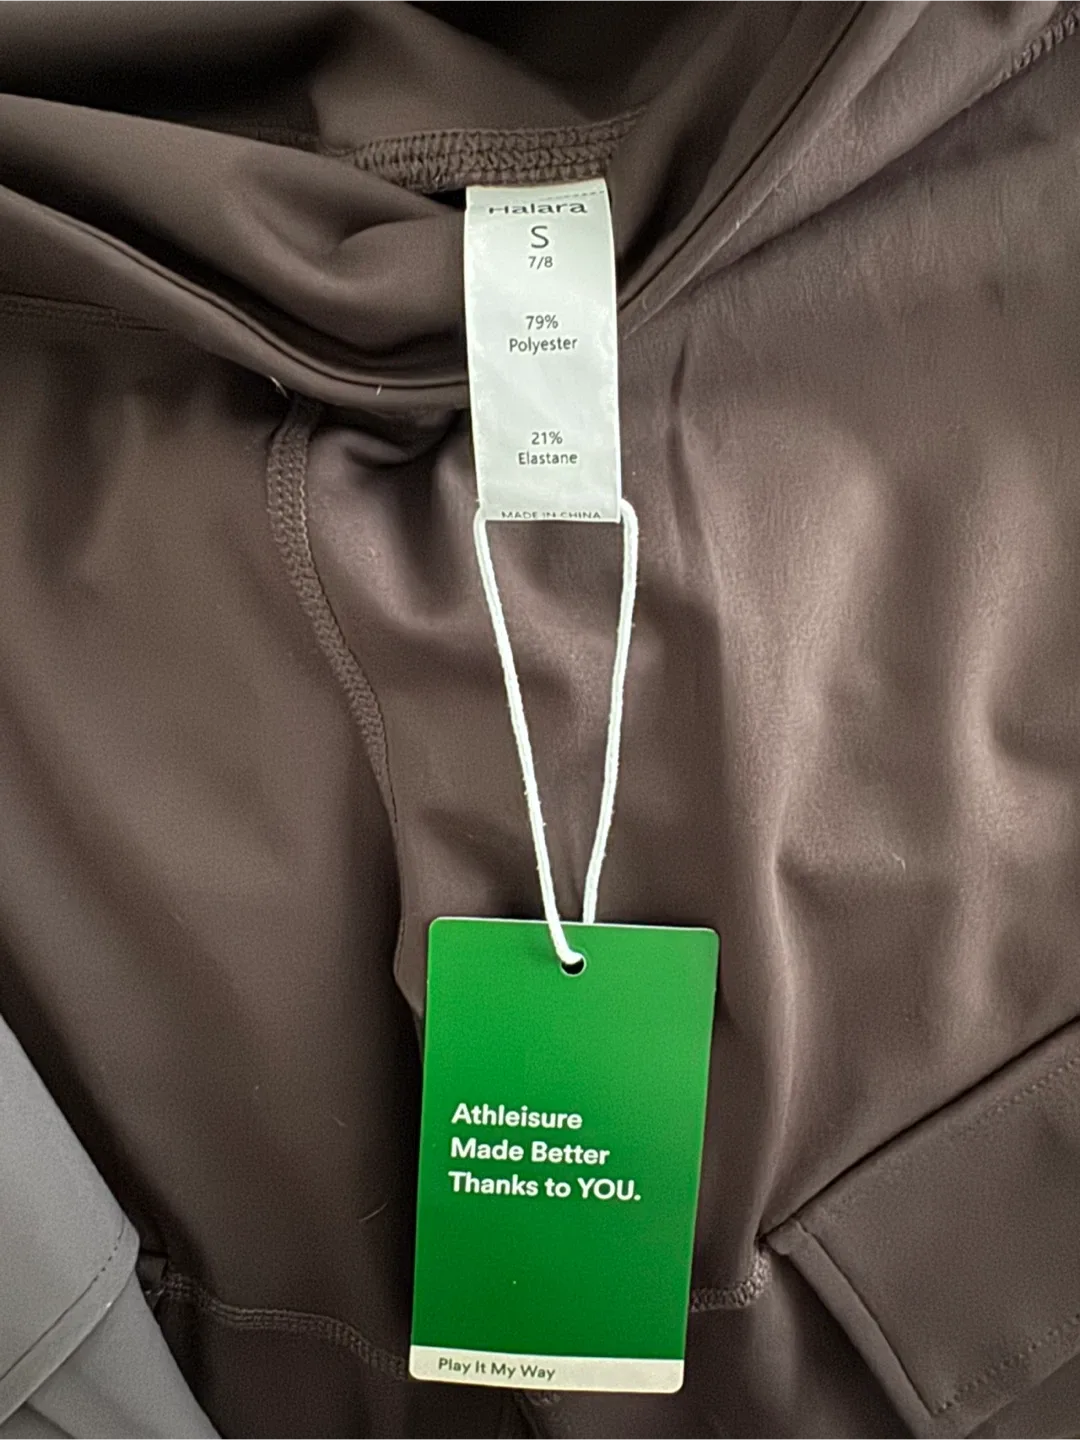 Halara
S
7/8
79%
Polyester
21%
Elastane
MADE IN CHINA
Athleisure
Made Better
Thanks to YOU.
Play It My Way